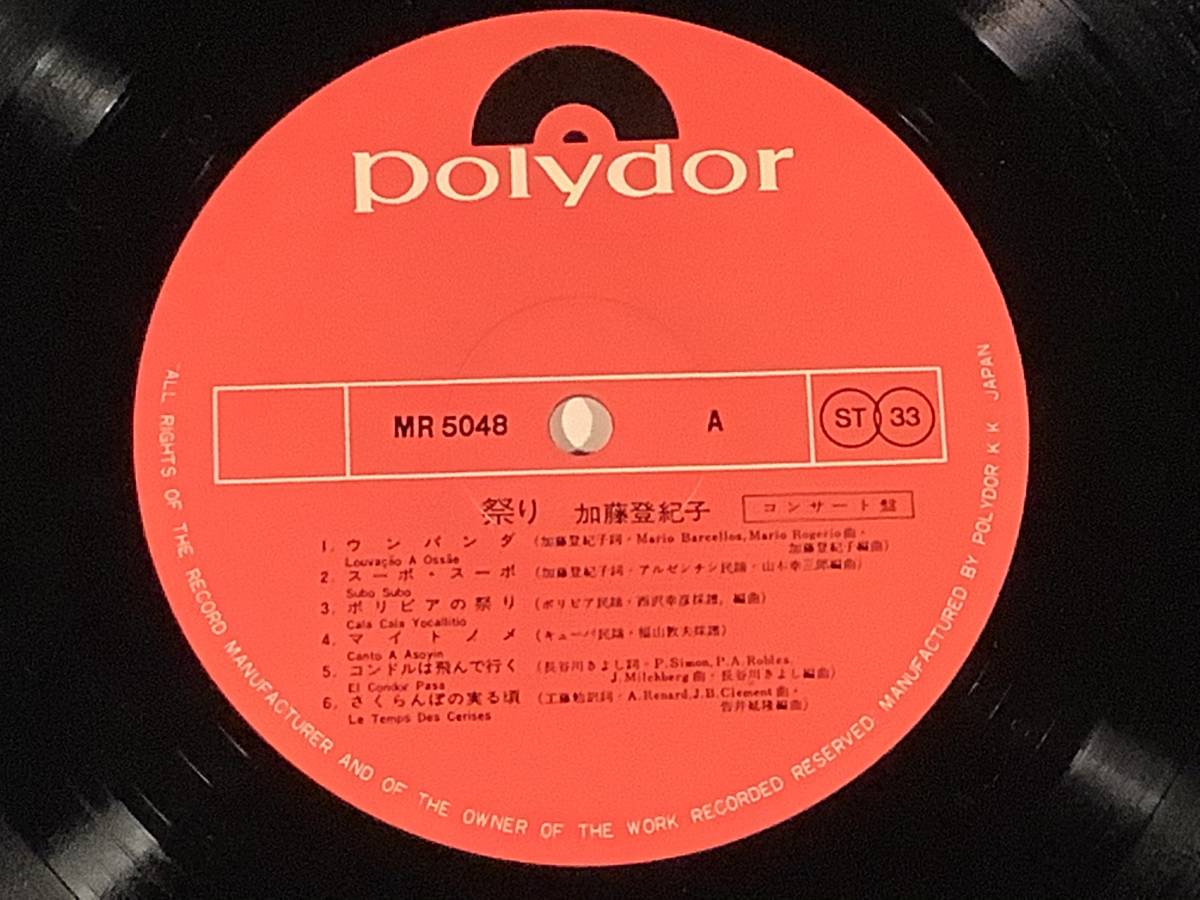 polydor
MR 5048 A ST 33
祭り 加藤登紀子 コンサート盤
1. ウンバンダ (加藤登紀子詞・Mario Barcellos, Mario Rogerio曲・
加藤登紀子編曲)
Louvação A Ossãe
2. スーボ・スーボ (加藤登紀子詞・アルゼンチン民謡・山木幸三郎編曲)
Subo Subo
3. ボリビアの祭り (ボリビア民謡・西沢幸彦採譜, 編曲)
Cala Cala Yocallitio
4. マイトノメ (キューバ民謡・福山敦夫採譜)
Canto A Asoyin
5. コンドルは飛んで行く (長谷川きよし詞・P.Simon, P.A.Robles,
J.Milchberg曲・長谷川きよし編曲)
El Condor Pasa
6. さくらんぼの実る頃 (工藤勉訳詞・A.Renard, J.B.Clement曲・
告井延隆編曲)
Le Temps Des Cerises
ALL RIGHTS OF THE RECORD MANUFACTURER AND OF THE OWNER OF THE WORK RECORDED RESERVED MANUFACTURED BY POLYDOR K K JAPAN